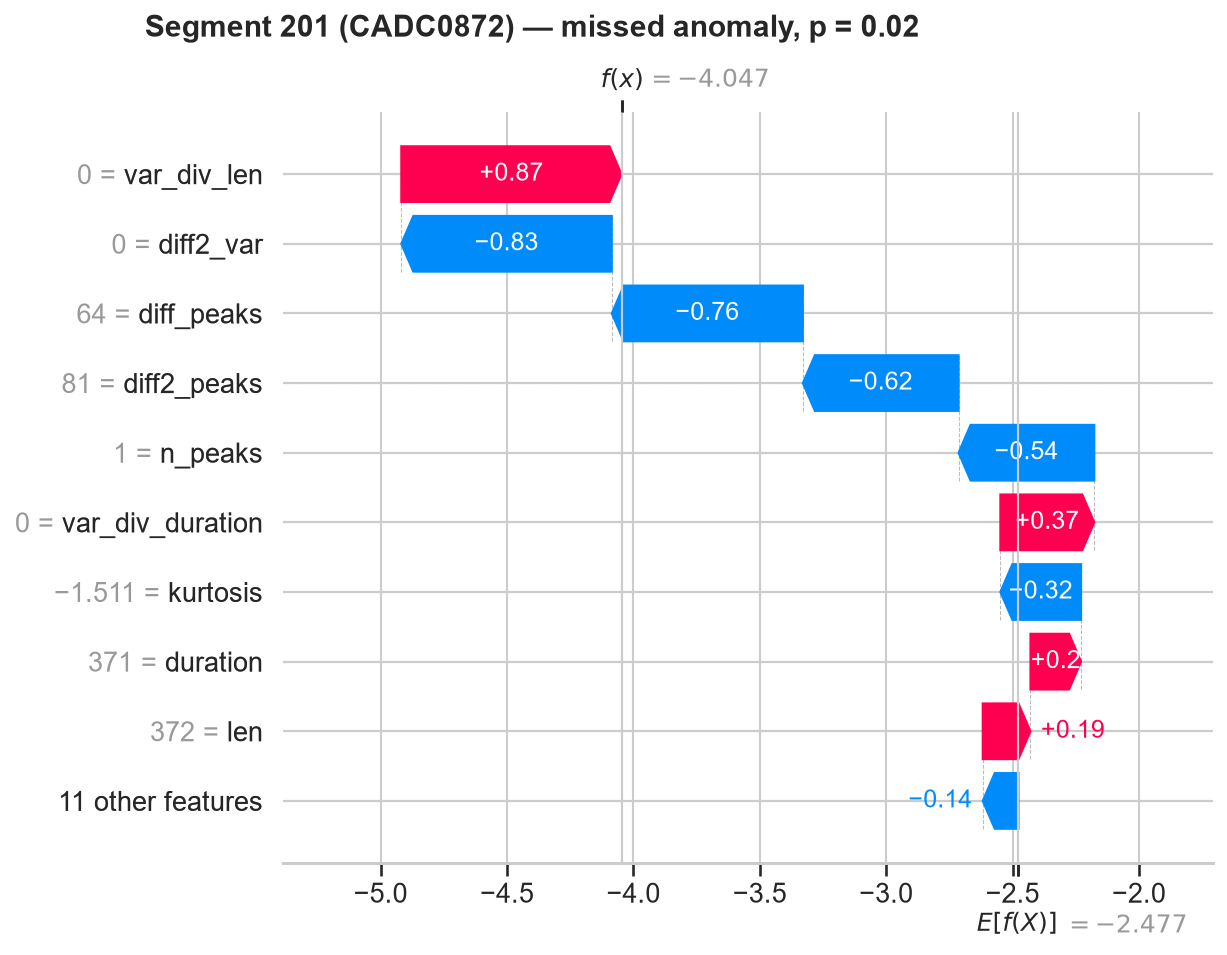 Segment 201 (CADC0872) — missed anomaly, p = 0.02
f(x) = −4.047
0 = var_div_len +0.87
0 = diff2_var −0.83
64 = diff_peaks −0.76
81 = diff2_peaks −0.62
1 = n_peaks −0.54
0 = var_div_duration +0.37
−1.511 = kurtosis −0.32
371 = duration +0.2
372 = len +0.19
11 other features −0.14
−5.0 −4.5 −4.0 −3.5 −3.0 −2.5 −2.0
E[f(X)] = −2.477